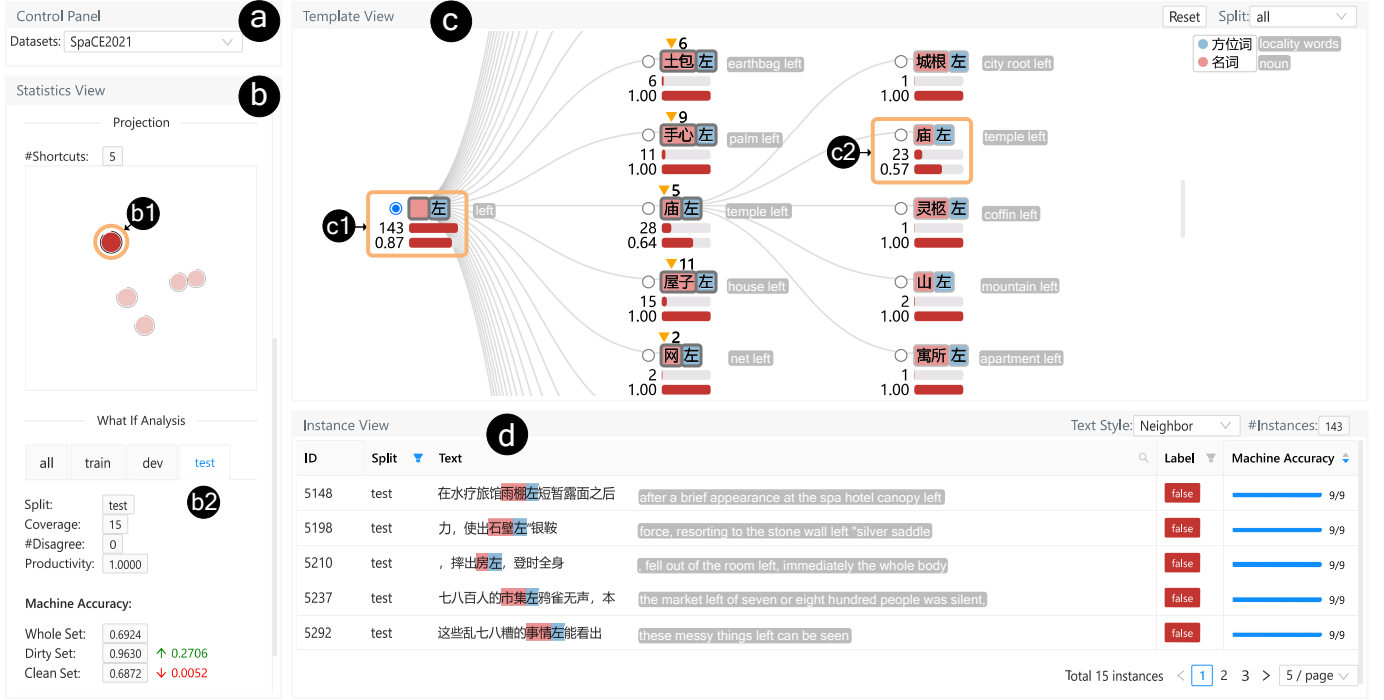 Control Panel
a
Datasets:
SpaCE2021
Statistics View
b
Projection
#Shortcuts:
5
b1
What If Analysis
all
train
dev
test
b2
Split:
test
Coverage:
15
#Disagree:
0
Productivity:
1.0000
Machine Accuracy:
Whole Set:
0.6924
Dirty Set:
0.9630
↑ 0.2706
Clean Set:
0.6872
↓ 0.0052
Template View
c
Reset
Split:
all
方位词
locality words
名词
noun
c1
左
left
143
0.87
6
土包 左
earthbag left
6
1.00
9
手心 左
palm left
11
1.00
5
庙 左
temple left
28
0.64
11
屋子 左
house left
15
1.00
2
网 左
net left
2
1.00
城根 左
city root left
1
1.00
c2
庙 左
temple left
23
0.57
灵柩 左
coffin left
1
1.00
山 左
mountain left
2
1.00
寓所 左
apartment left
1
1.00
Instance View
d
Text Style:
Neighbor
#Instances:
143
ID
Split
Text
Label
Machine Accuracy
5148
test
在水疗旅馆雨棚左短暂露面之后
after a brief appearance at the spa hotel canopy left
false
9/9
5198
test
力，使出石壁左“银鞍
force, resorting to the stone wall left "silver saddle
false
9/9
5210
test
，摔出房左，登时全身
, fell out of the room left, immediately the whole body
false
9/9
5237
test
七八百人的市集左鸦雀无声，本
the market left of seven or eight hundred people was silent,
false
9/9
5292
test
这些乱七八糟的事情左能看出
these messy things left can be seen
false
9/9
Total 15 instances
<
1
2
3
>
5 / page